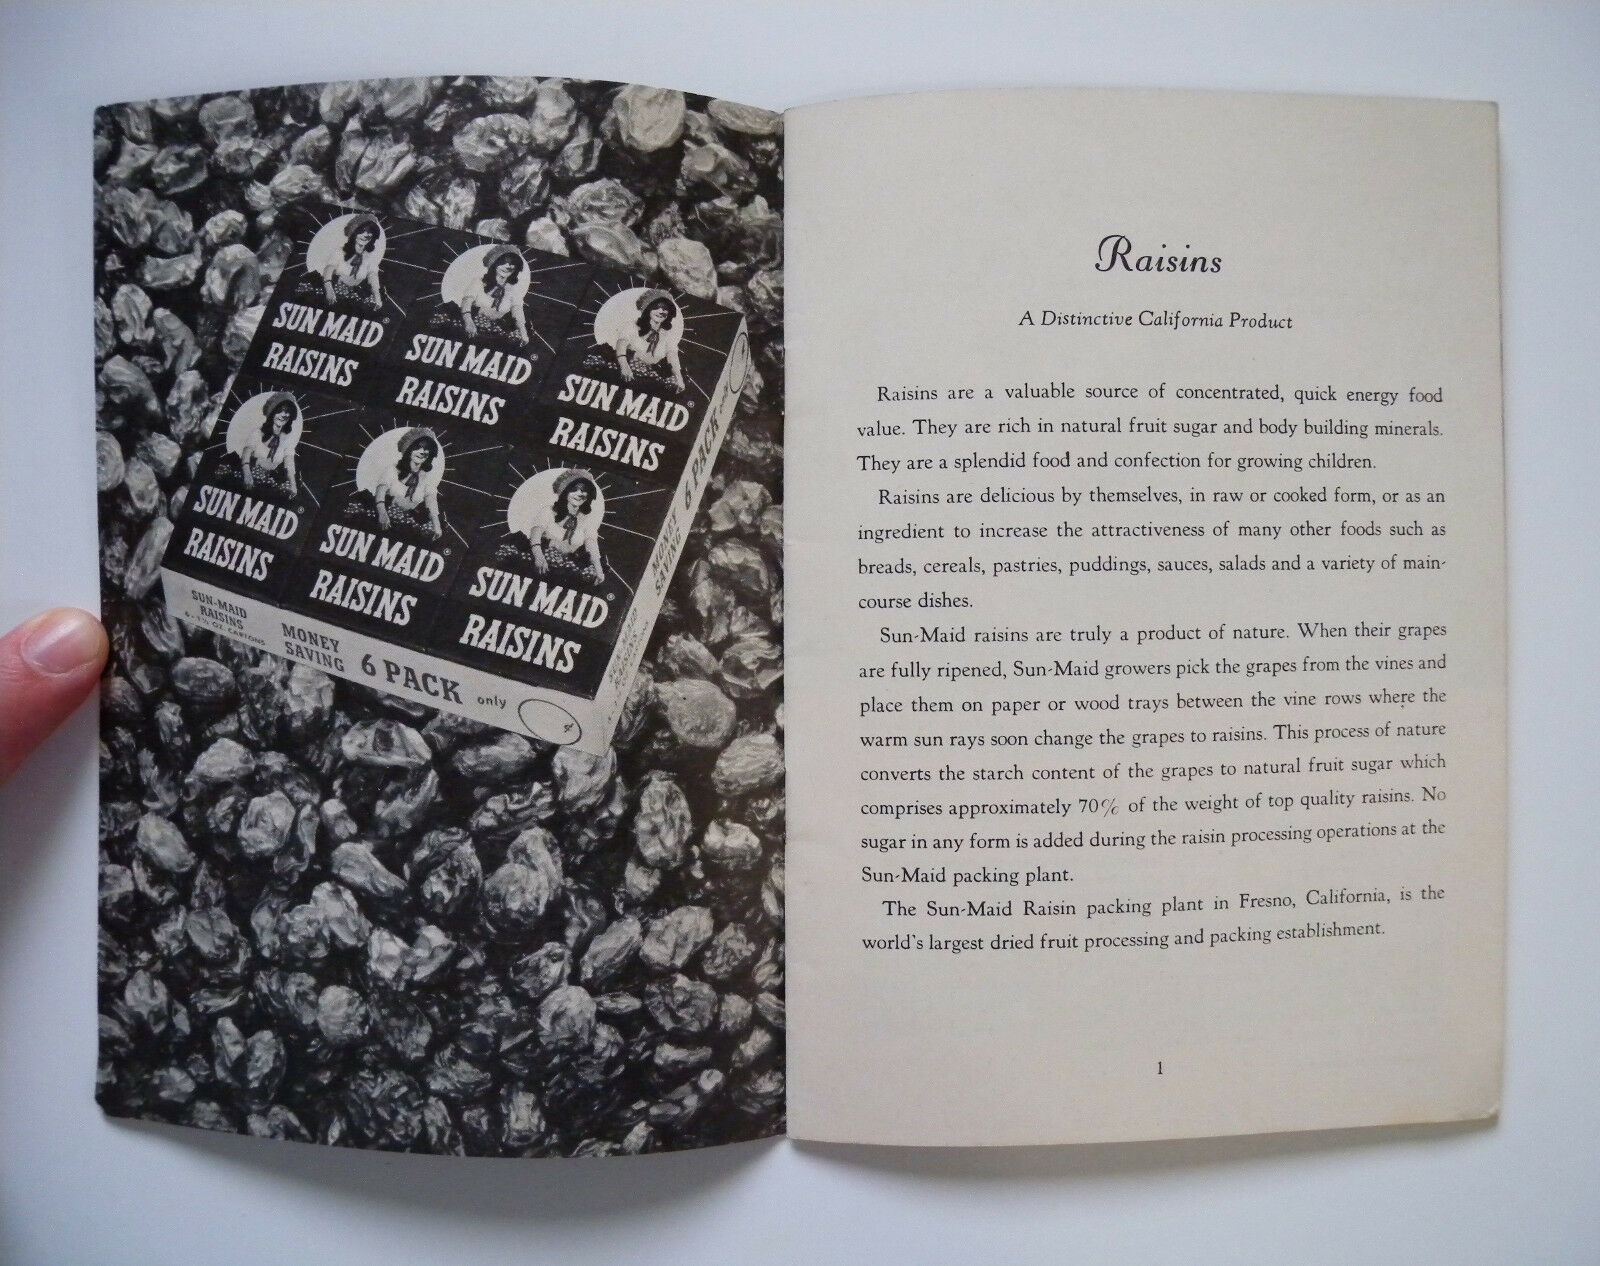 SUN MAID®
RAISINS
SUN MAID®
RAISINS
SUN MAID®
RAISINS
SUN MAID®
RAISINS
SUN MAID®
RAISINS
SUN MAID®
RAISINS
SUN-MAID
RAISINS
6 - 1½ OZ. CARTONS
MONEY
SAVING
6 PACK
only
¢
MONEY
SAVING
6 PACK
only
Raisins
A Distinctive California Product
Raisins are a valuable source of concentrated, quick energy food
value. They are rich in natural fruit sugar and body building minerals.
They are a splendid food and confection for growing children.
Raisins are delicious by themselves, in raw or cooked form, or as an
ingredient to increase the attractiveness of many other foods such as
breads, cereals, pastries, puddings, sauces, salads and a variety of main-
course dishes.
Sun-Maid raisins are truly a product of nature. When their grapes
are fully ripened, Sun-Maid growers pick the grapes from the vines and
place them on paper or wood trays between the vine rows where the
warm sun rays soon change the grapes to raisins. This process of nature
converts the starch content of the grapes to natural fruit sugar which
comprises approximately 70% of the weight of top quality raisins. No
sugar in any form is added during the raisin processing operations at the
Sun-Maid packing plant.
The Sun-Maid Raisin packing plant in Fresno, California, is the
world's largest dried fruit processing and packing establishment.
1